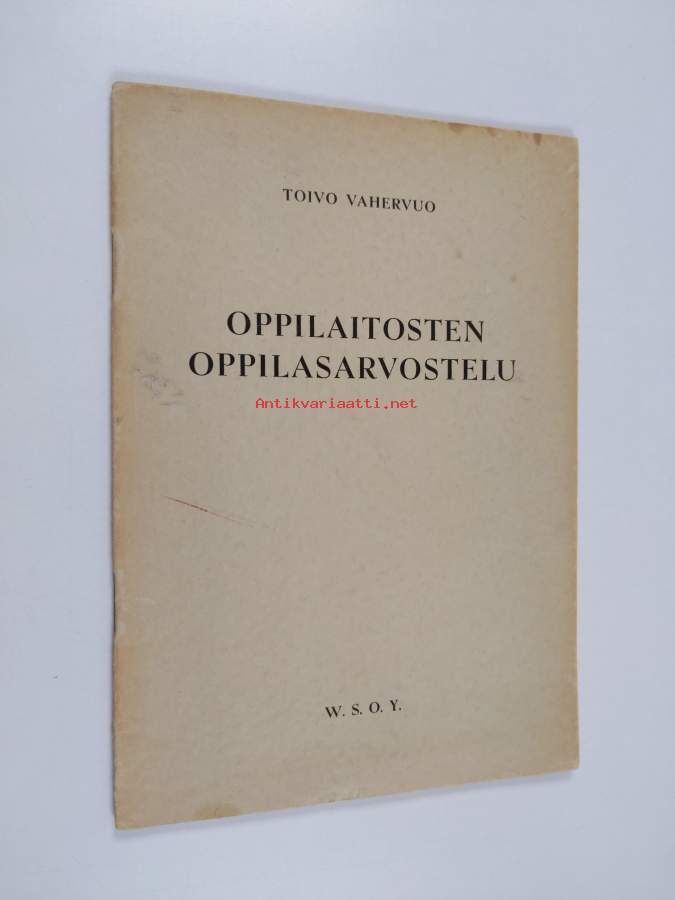 TOIVO VAHERVUO
OPPILAITOSTEN
OPPILASARVOSTELU
Antikvariaatti.net
W. S. O. Y.